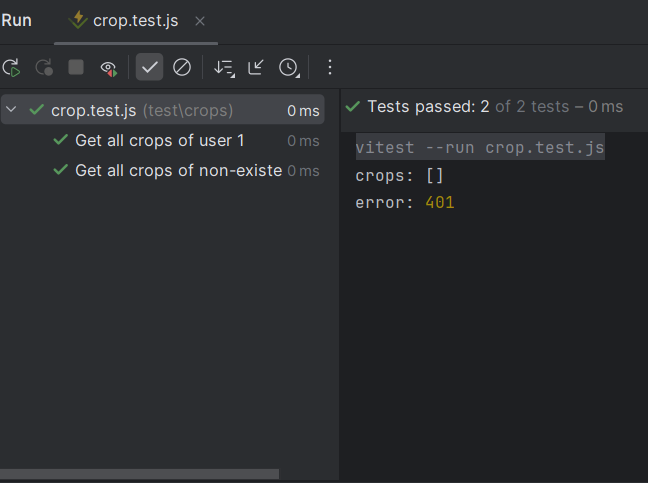 Run crop.test.js
crop.test.js (test\crops) 0 ms
Get all crops of user 1 0 ms
Get all crops of non-existe 0 ms
Tests passed: 2 of 2 tests – 0 ms
vitest --run crop.test.js
crops: []
error: 401